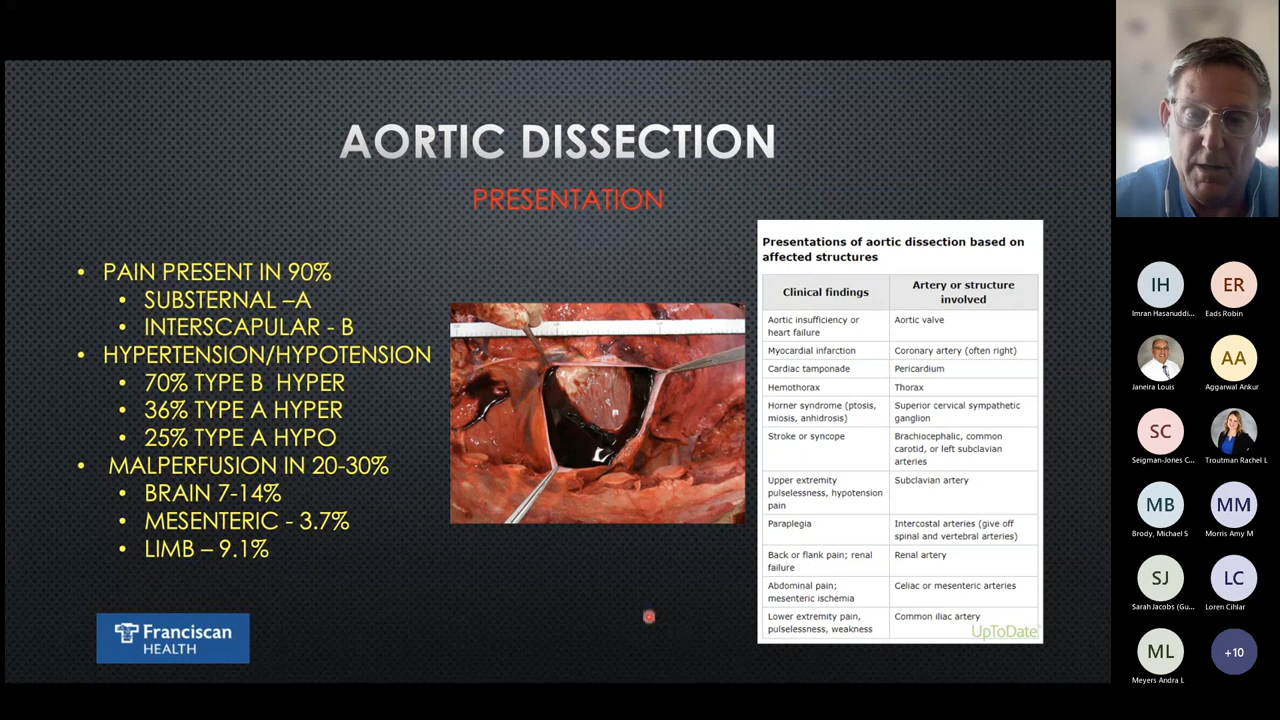 AORTIC DISSECTION
PRESENTATION
• PAIN PRESENT IN 90%
• SUBSTERNAL –A
• INTERSCAPULAR - B
• HYPERTENSION/HYPOTENSION
• 70% TYPE B HYPER
• 36% TYPE A HYPER
• 25% TYPE A HYPO
• MALPERFUSION IN 20-30%
• BRAIN 7-14%
• MESENTERIC - 3.7%
• LIMB – 9.1%
Franciscan
HEALTH
Presentations of aortic dissection based on
affected structures
Clinical findings
Artery or structure
involved
Aortic insufficiency or
heart failure
Aortic valve
Myocardial infarction
Coronary artery (often right)
Cardiac tamponade
Pericardium
Hemothorax
Thorax
Horner syndrome (ptosis,
miosis, anhidrosis)
Superior cervical sympathetic
ganglion
Stroke or syncope
Brachiocephalic, common
carotid, or left subclavian
arteries
Upper extremity
pulselessness, hypotension
pain
Subclavian artery
Paraplegia
Intercostal arteries (give off
spinal and vertebral arteries)
Back or flank pain; renal
failure
Renal artery
Abdominal pain;
mesenteric ischemia
Celiac or mesenteric arteries
Lower extremity pain,
pulselessness, weakness
Common iliac artery
UpToDate
IH
Imran Hasanuddi...
ER
Eads Robin
Janeira Louis
AA
Aggarwal Ankur
SC
Seigman-Jones C...
Troutman Rachel L
MB
Brody, Michael S
MM
Morris Amy M
SJ
Sarah Jacobs (Gu...
LC
Loren Cihlar
ML
Meyers Andra L
+10